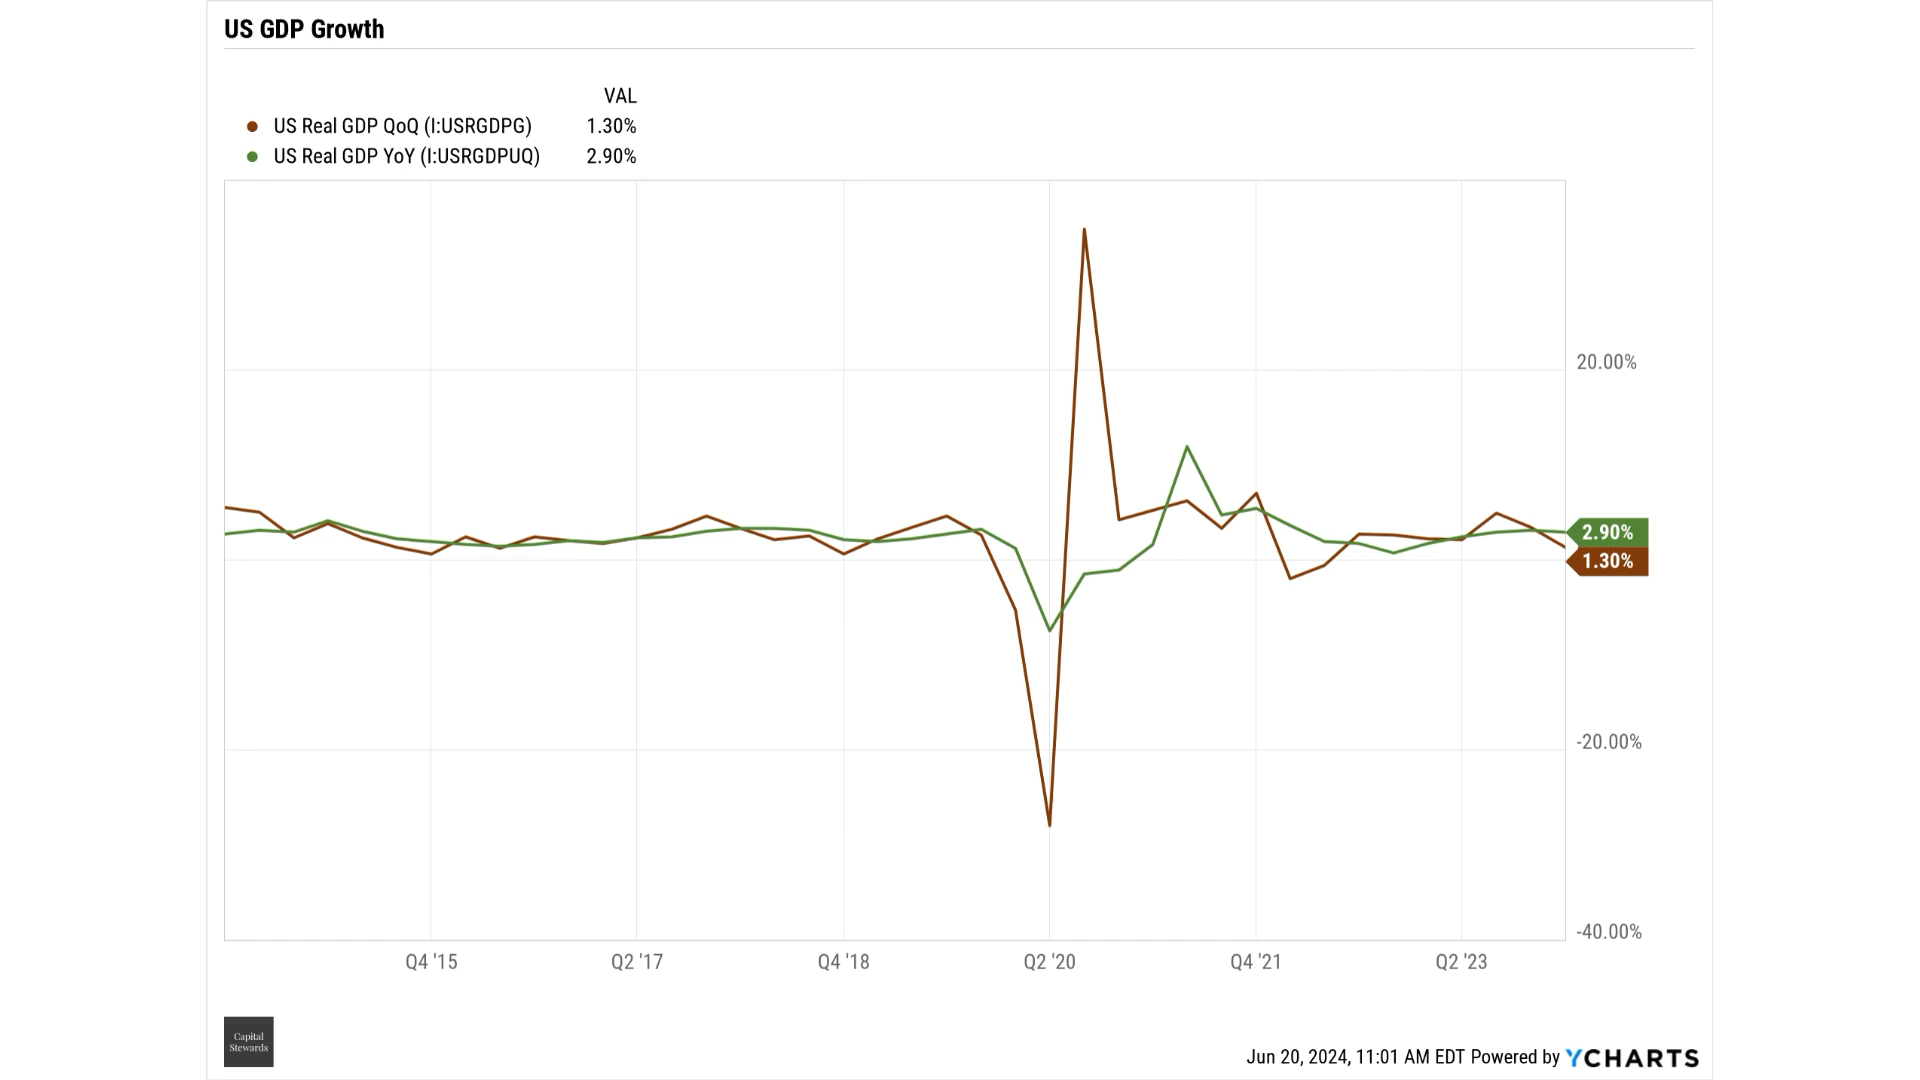 US GDP Growth
VAL
US Real GDP QoQ (I:USRGDPG) 1.30%
US Real GDP YoY (I:USRGDPUQ) 2.90%
20.00%
2.90%
1.30%
-20.00%
-40.00%
Q4 '15 Q2 '17 Q4 '18 Q2 '20 Q4 '21 Q2 '23
Capital
Stewards
Jun 20, 2024, 11:01 AM EDT Powered by YCHARTS